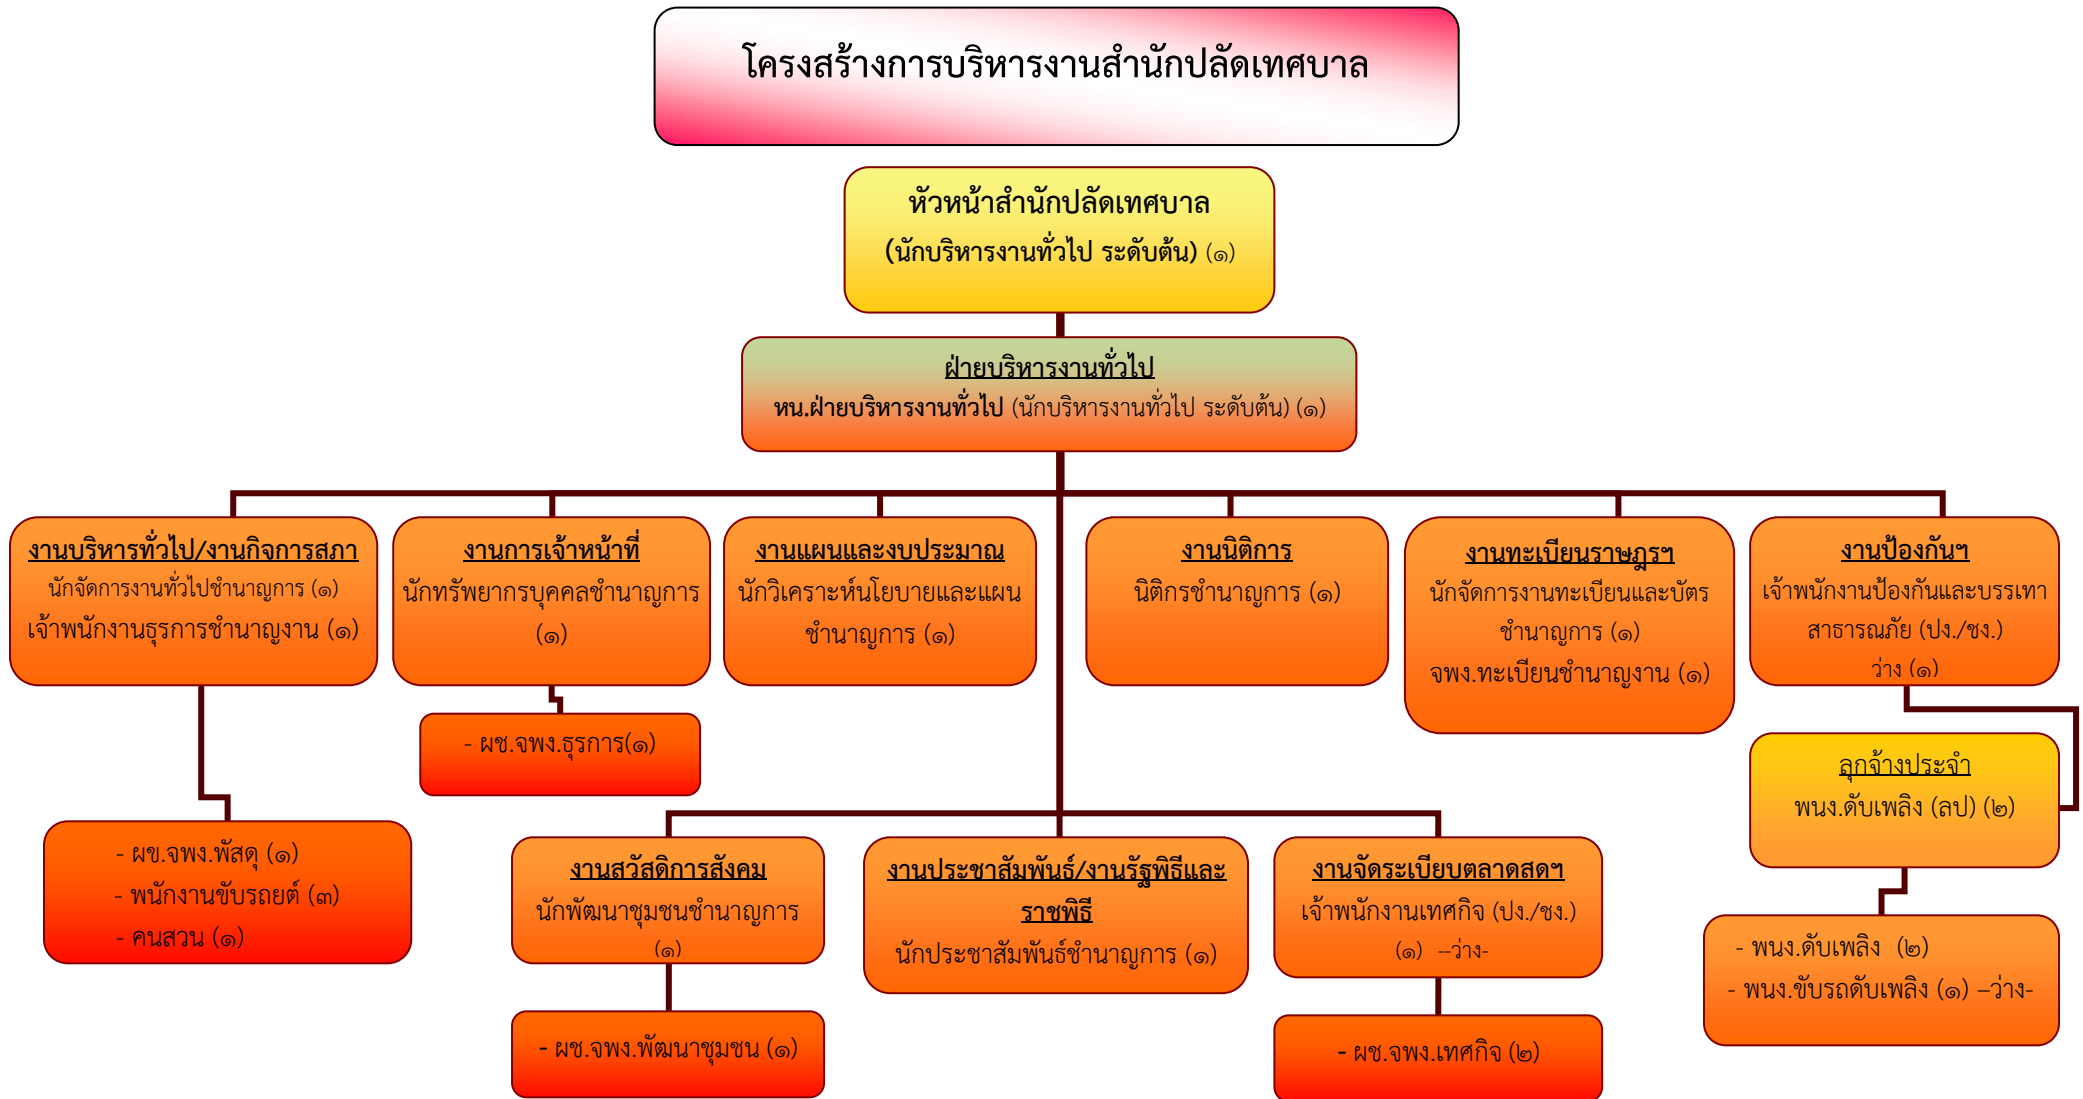 โครงสร้างการบริหารงานสำนักปลัดเทศบาล
หัวหน้าสำนักปลัดเทศบาล
(นักบริหารงานทั่วไป ระดับต้น) (๑)
ฝ่ายบริหารงานทั่วไป
หน.ฝ่ายบริหารงานทั่วไป (นักบริหารงานทั่วไป ระดับต้น) (๑)
งานบริหารทั่วไป/งานกิจการสภา
นักจัดการงานทั่วไปชำนาญการ (๑)
เจ้าพนักงานธุรการชำนาญงาน (๑)
งานการเจ้าหน้าที่
นักทรัพยากรบุคคลชำนาญการ
(๑)
งานแผนและงบประมาณ
นักวิเคราะห์นโยบายและแผน
ชำนาญการ (๑)
งานนิติการ
นิติกรชำนาญการ (๑)
งานทะเบียนราษฎรฯ
นักจัดการงานทะเบียนและบัตร
ชำนาญการ (๑)
จพง.ทะเบียนชำนาญงาน (๑)
งานป้องกันฯ
เจ้าพนักงานป้องกันและบรรเทา
สาธารณภัย (ปง./ชง.)
ว่าง (๑)
- ผช.จพง.ธุรการ(๑)
ลูกจ้างประจำ
พนง.ดับเพลิง (ลป) (๒)
- ผข.จพง.พัสดุ (๑)
- พนักงานขับรถยต์ (๓)
- คนสวน (๑)
งานสวัสดิการสังคม
นักพัฒนาชุมชนชำนาญการ
(๑)
งานประชาสัมพันธ์/งานรัฐพิธีและ
ราชพิธี
นักประชาสัมพันธ์ชำนาญการ (๑)
งานจัดระเบียบตลาดสดฯ
เจ้าพนักงานเทศกิจ (ปง./ชง.)
(๑) --ว่าง-
- พนง.ดับเพลิง (๒)
- พนง.ขับรถดับเพลิง (๑) –ว่าง-
- ผช.จพง.พัฒนาชุมชน (๑)
- ผช.จพง.เทศกิจ (๒)